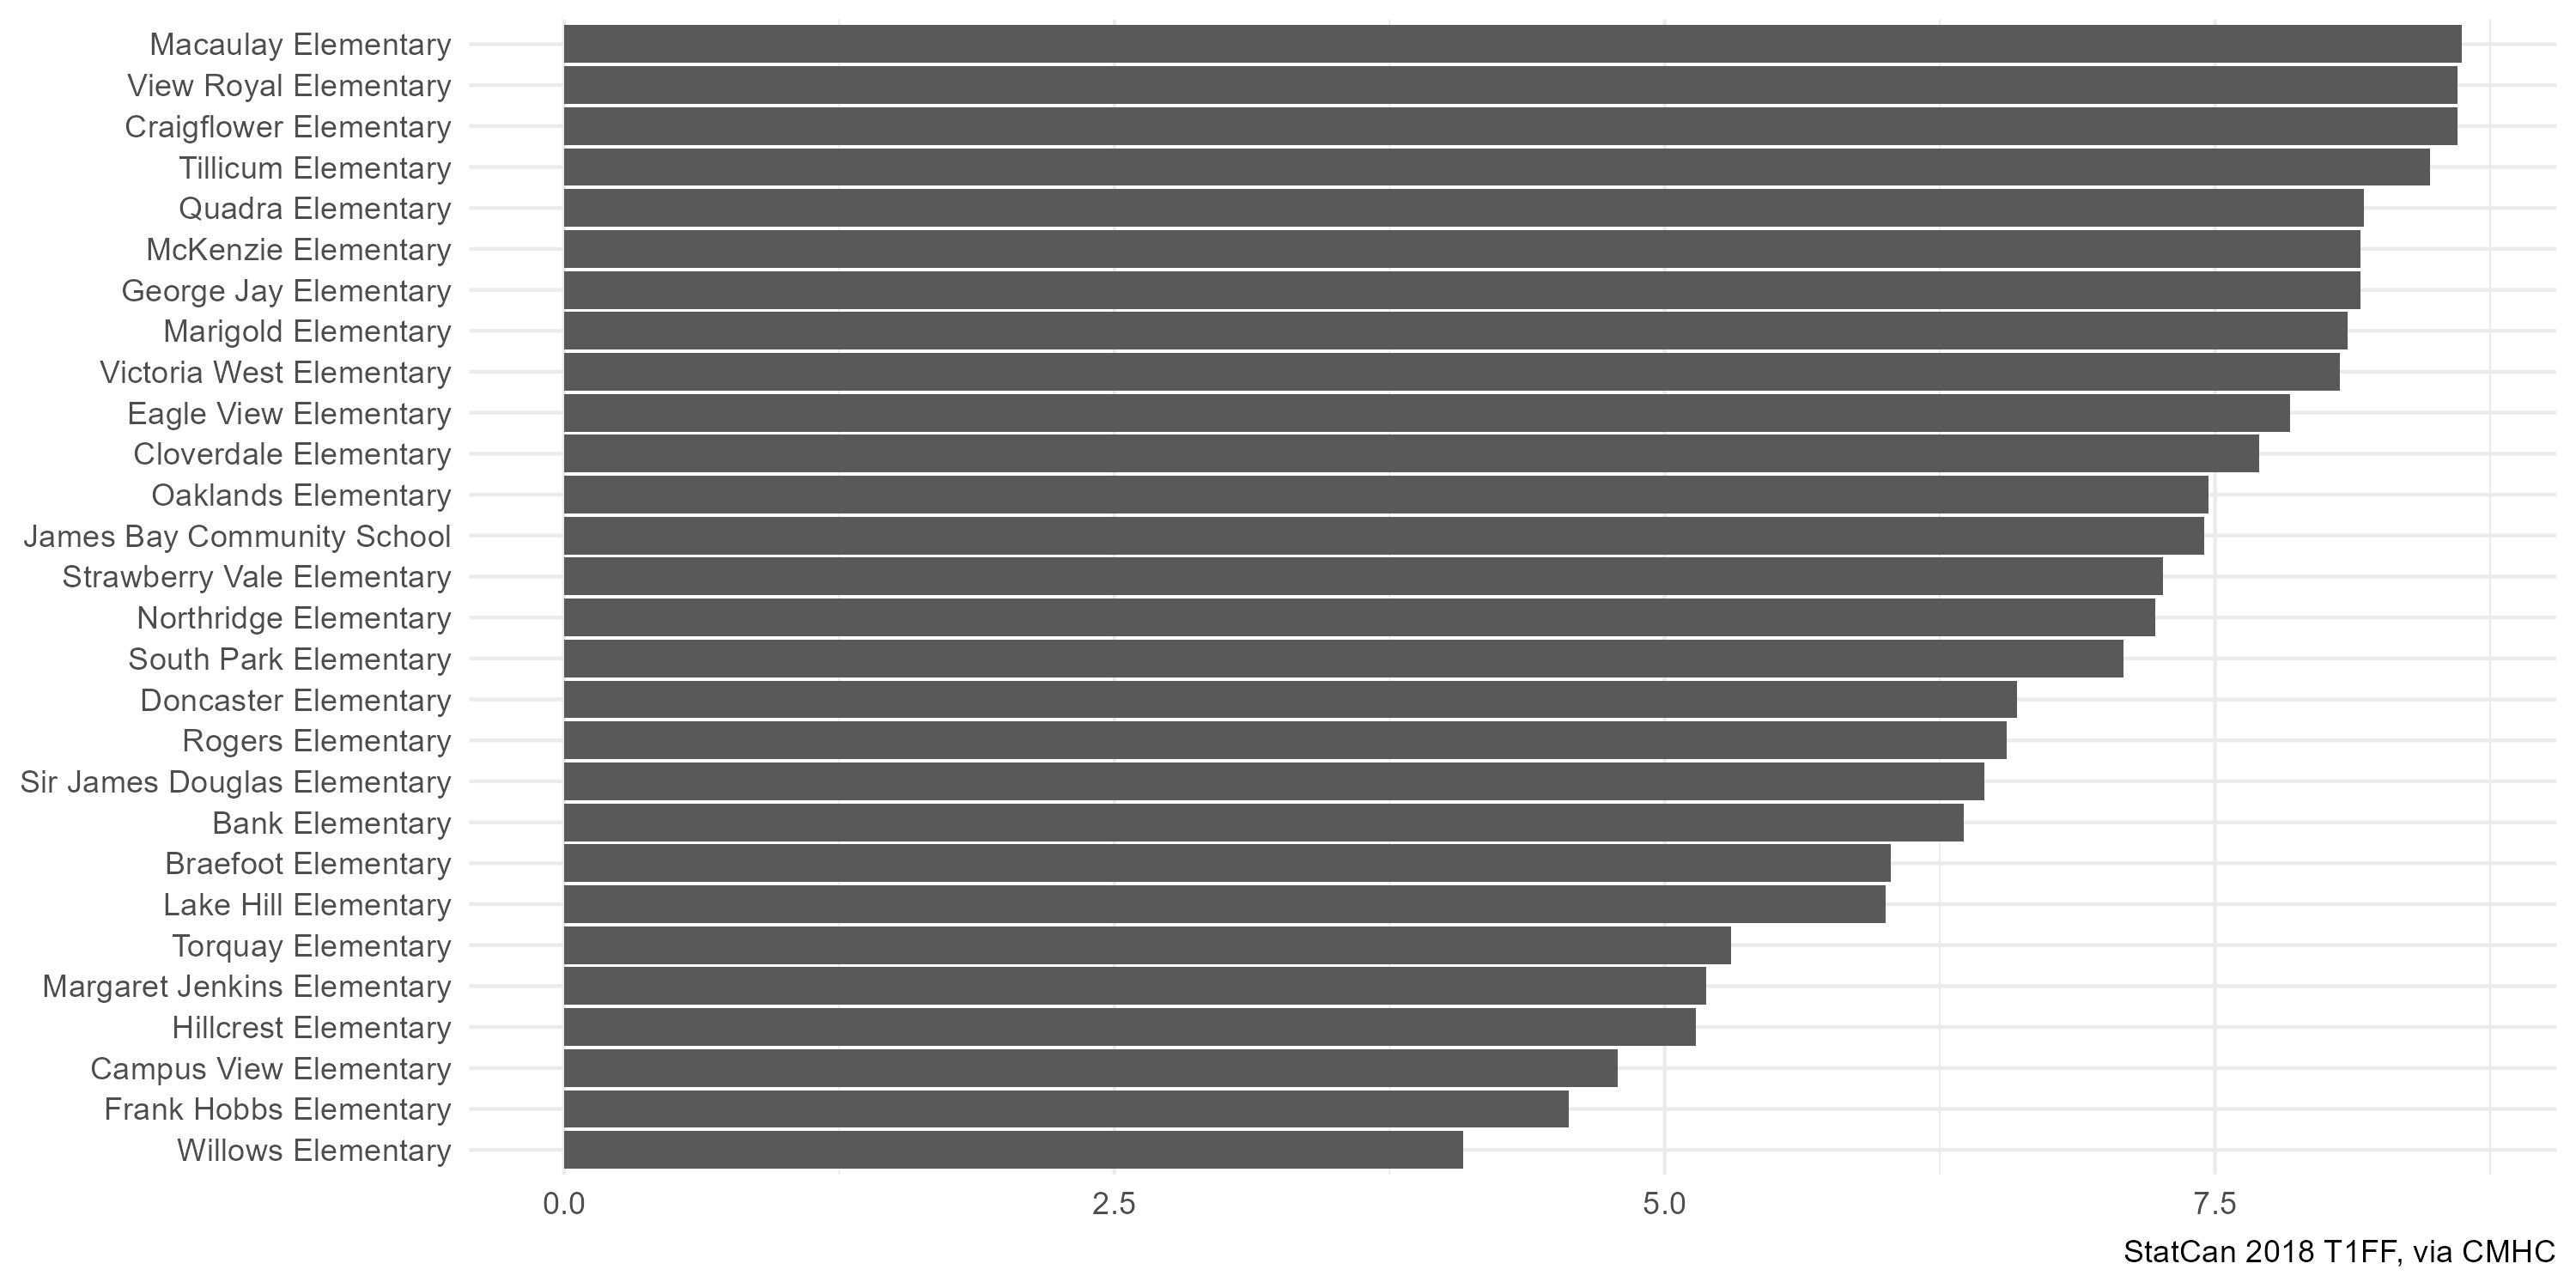 Macaulay Elementary
View Royal Elementary
Craigflower Elementary
Tillicum Elementary
Quadra Elementary
McKenzie Elementary
George Jay Elementary
Marigold Elementary
Victoria West Elementary
Eagle View Elementary
Cloverdale Elementary
Oaklands Elementary
James Bay Community School
Strawberry Vale Elementary
Northridge Elementary
South Park Elementary
Doncaster Elementary
Rogers Elementary
Sir James Douglas Elementary
Bank Elementary
Braefoot Elementary
Lake Hill Elementary
Torquay Elementary
Margaret Jenkins Elementary
Hillcrest Elementary
Campus View Elementary
Frank Hobbs Elementary
Willows Elementary
0.0 2.5 5.0 7.5
StatCan 2018 T1FF, via CMHC